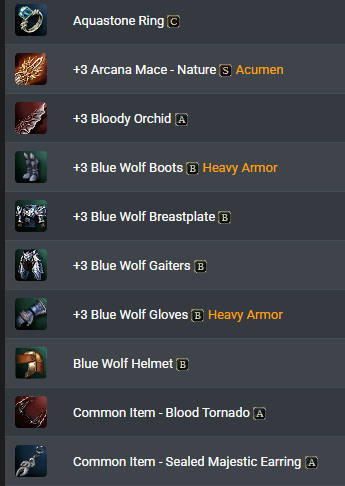 Aquastone Ring C
+3 Arcana Mace - Nature S Acumen
+3 Bloody Orchid A
+3 Blue Wolf Boots B Heavy Armor
+3 Blue Wolf Breastplate B
+3 Blue Wolf Gaiters B
+3 Blue Wolf Gloves B Heavy Armor
Blue Wolf Helmet B
Common Item - Blood Tornado A
Common Item - Sealed Majestic Earring A